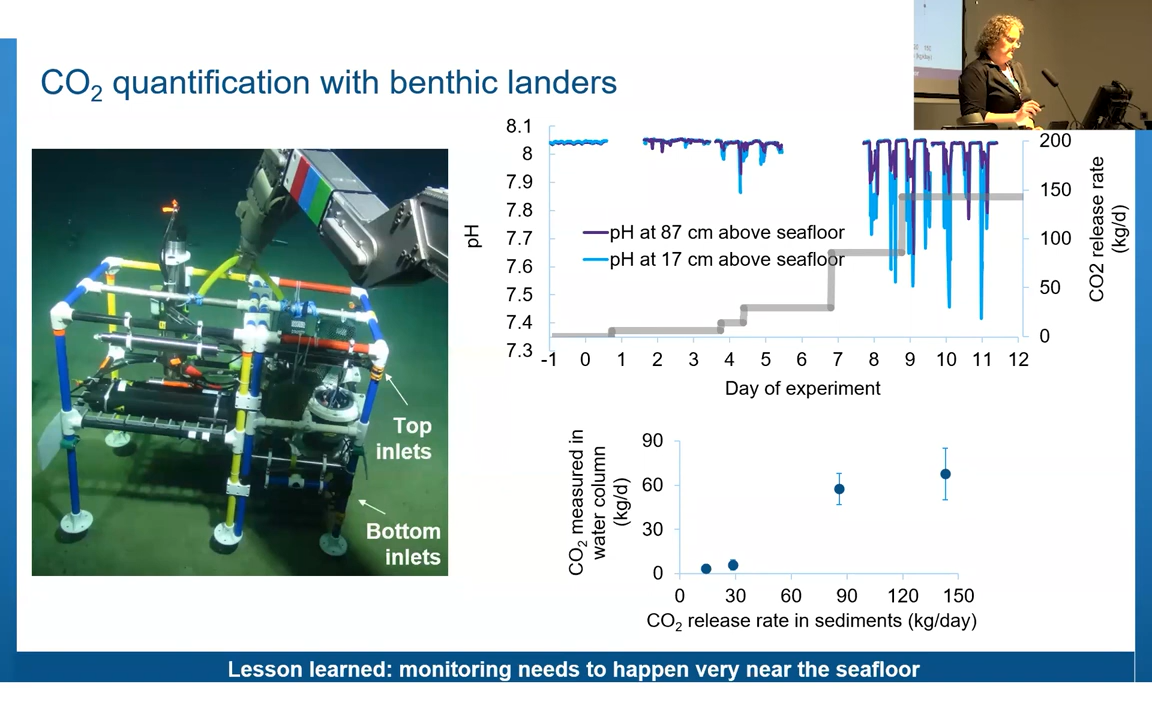 CO₂ quantification with benthic landers
Top
inlets
Bottom
inlets
pH
8.1
8
7.9
7.8
7.7
7.6
7.5
7.4
7.3
pH at 87 cm above seafloor
pH at 17 cm above seafloor
200
150
100
50
0
CO2 release rate
(kg/d)
-1 0 1 2 3 4 5 6 7 8 9 10 11 12
Day of experiment
CO₂ measured in
water column
(kg/d)
90
60
30
0
0 30 60 90 120 150
CO₂ release rate in sediments (kg/day)
Lesson learned: monitoring needs to happen very near the seafloor